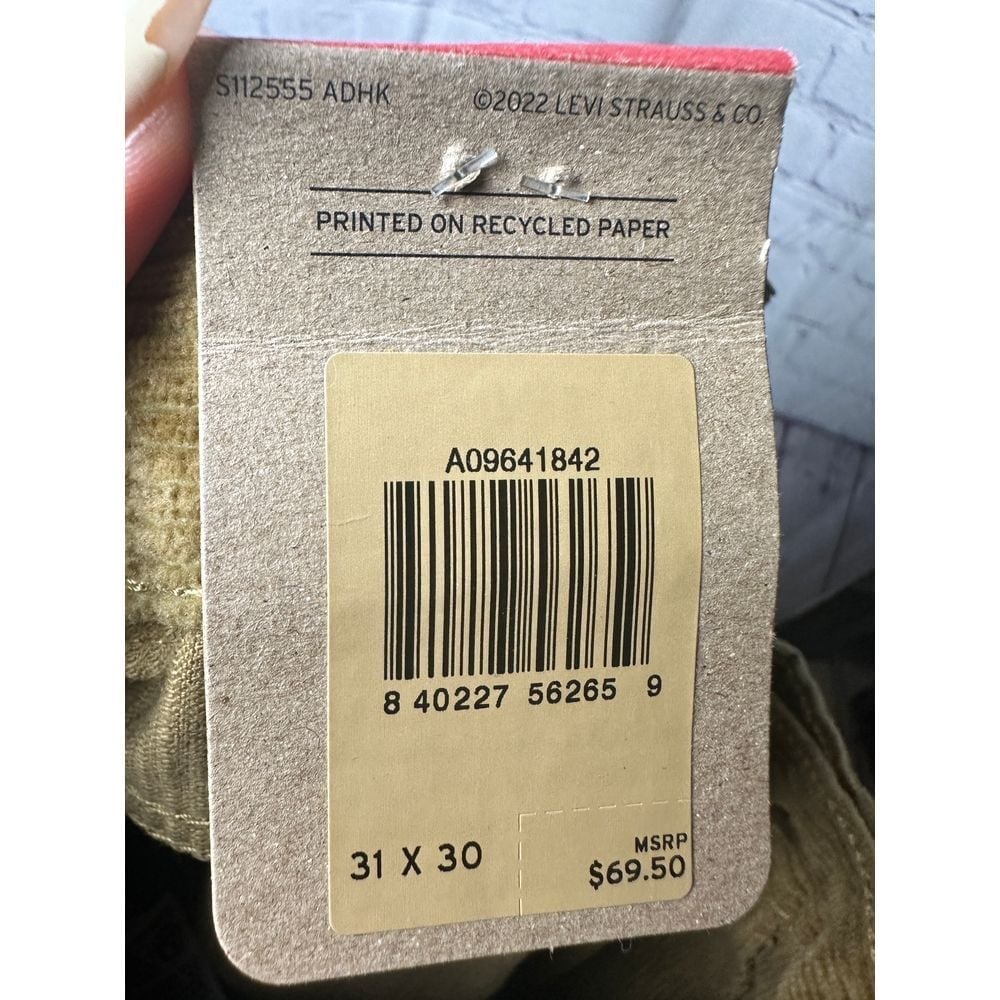 S112555 ADHK ©2022 LEVI STRAUSS & CO.
PRINTED ON RECYCLED PAPER
A09641842
8 40227 56265 9
31 X 30
MSRP
$69.50